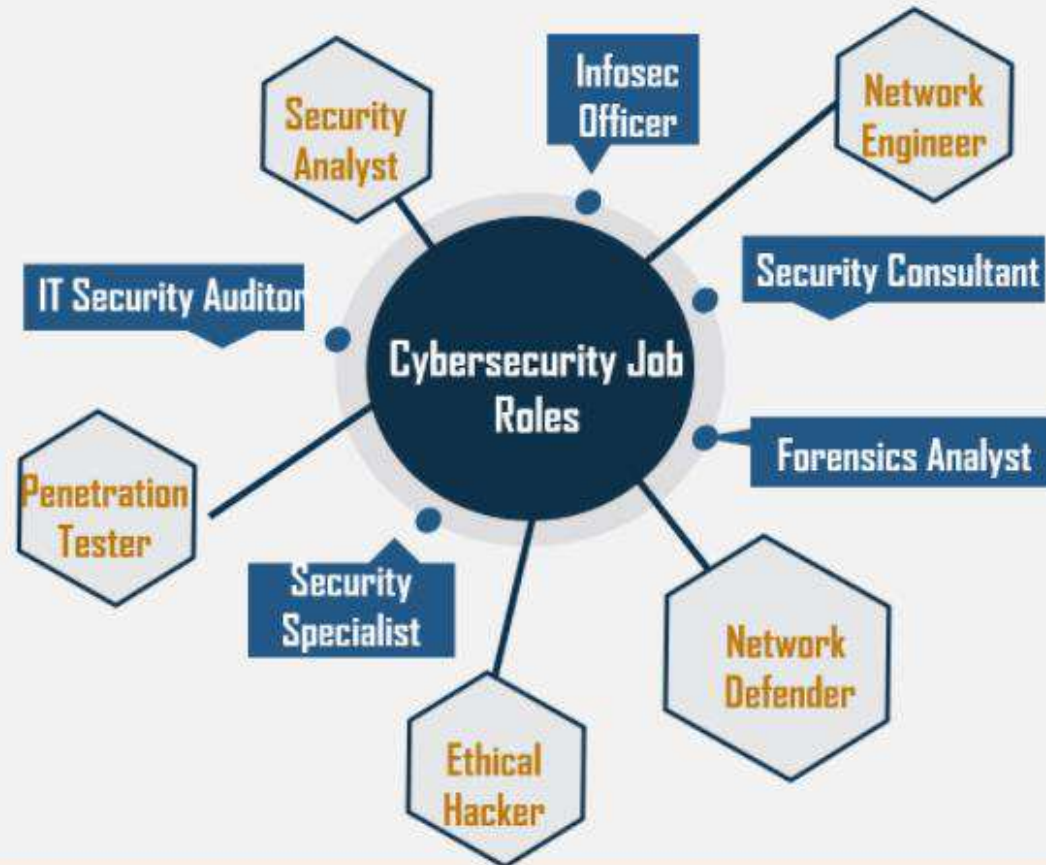 Infosec
Officer
Network
Engineer
Security
Analyst
Security Consultant
IT Security Auditor
Cybersecurity Job
Roles
Forensics Analyst
Penetration
Tester
Security
Specialist
Network
Defender
Ethical
Hacker